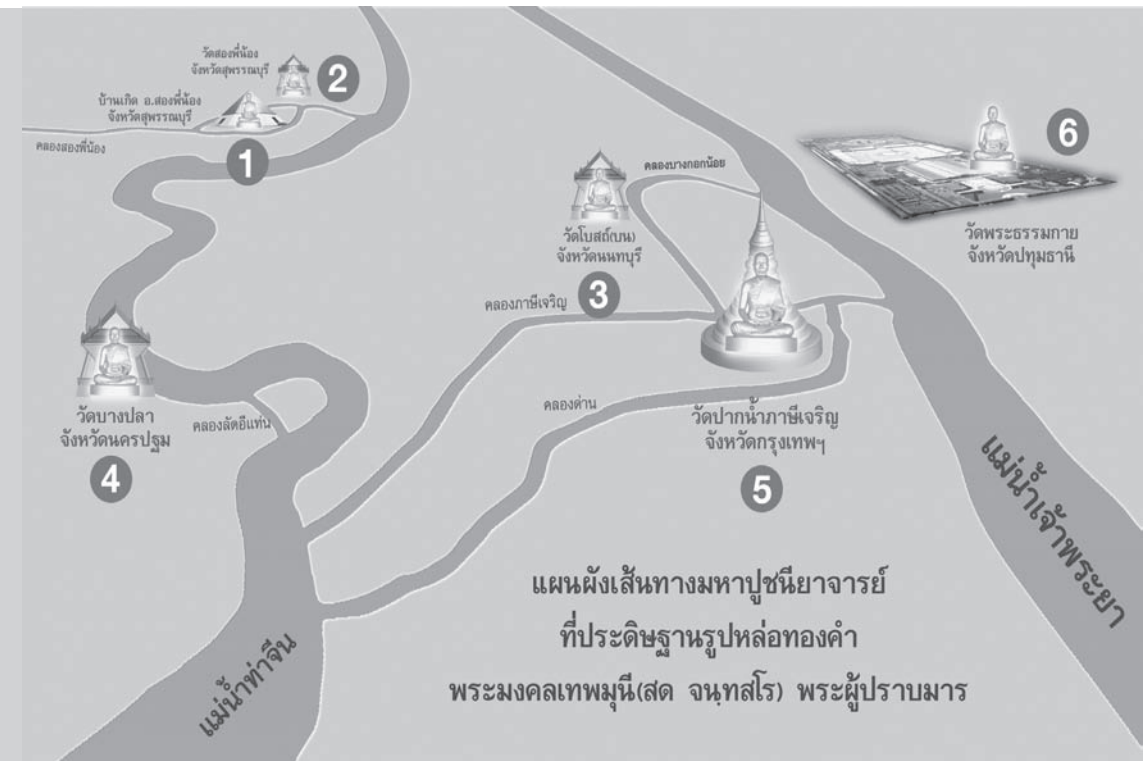 วัดสองพี่น้อง
จังหวัดสุพรรณบุรี
2
บ้านเกิด อ.สองพี่น้อง
จังหวัดสุพรรณบุรี
คลองสองพี่น้อง
1
6
วัดพระธรรมกาย
จังหวัดปทุมธานี
คลองบางกอกน้อย
วัดโบสถ์(บน)
จังหวัดนนทบุรี
3
คลองภาษีเจริญ
วัดบางปลา
จังหวัดนครปฐม
4
คลองลัดอีแท่น
คลองด่าน
วัดปากน้ำภาษีเจริญ
จังหวัดกรุงเทพฯ
5
แม่น้ำเจ้าพระยา
แม่น้ำท่าจีน
แผนผังเส้นทางมหาปูชนียาจารย์
ที่ประดิษฐานรูปหล่อทองคำ
พระมงคลเทพมุนี(สด จนฺทสโร) พระผู้ปราบมาร